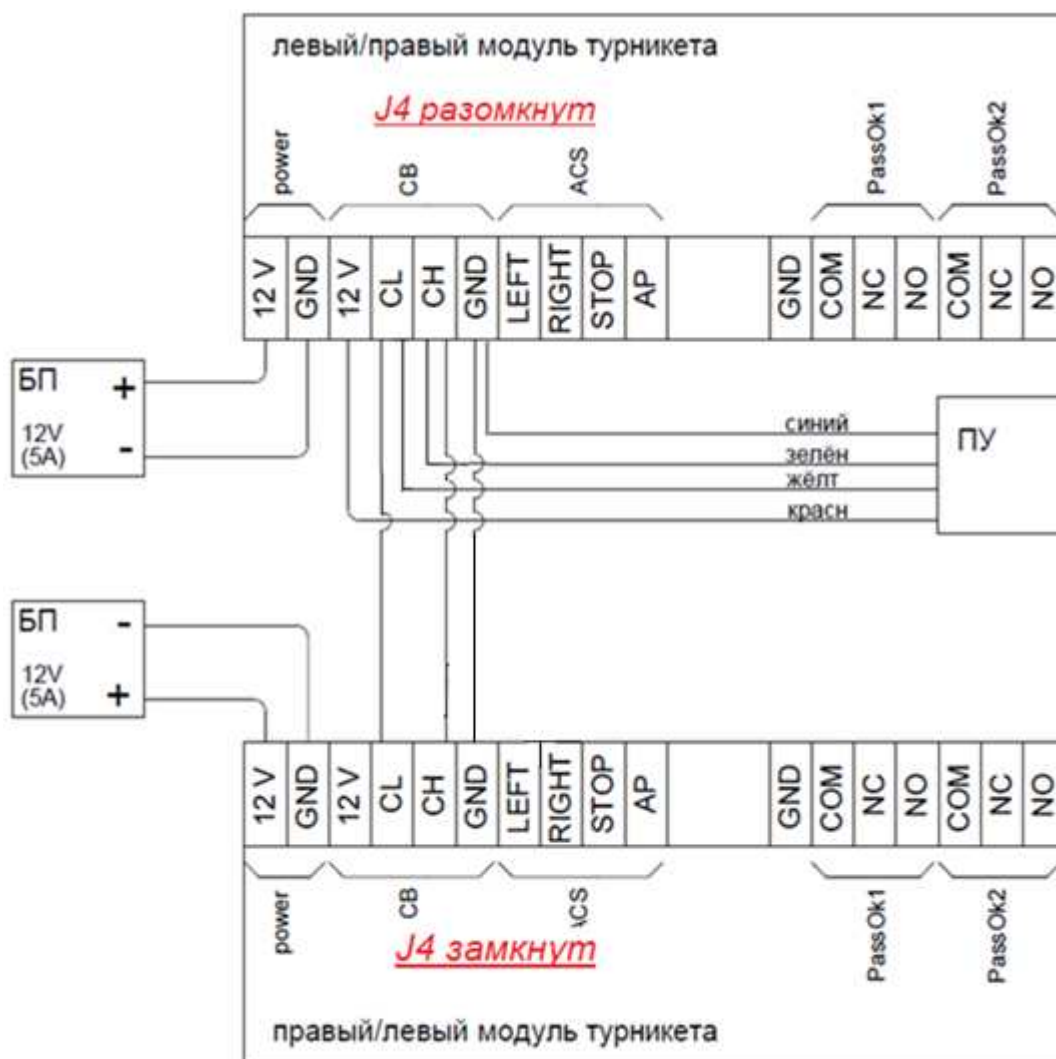 левый/правый модуль турникета
J4 разомкнут
power
CB
ACS
PassOk1
PassOk2
12 V
GND
12 V
CL
CH
GND
LEFT
RIGHT
STOP
AP
GND
COM
NC
NO
COM
NC
NO
БП
+
12V
(5A)
-
синий
зелён
жёлт
красн
ПУ
БП
-
12V
(5A)
+
12 V
GND
12 V
CL
CH
GND
LEFT
RIGHT
STOP
AP
GND
COM
NC
NO
COM
NC
NO
power
CB
ACS
PassOk1
PassOk2
J4 замкнут
правый/левый модуль турникета